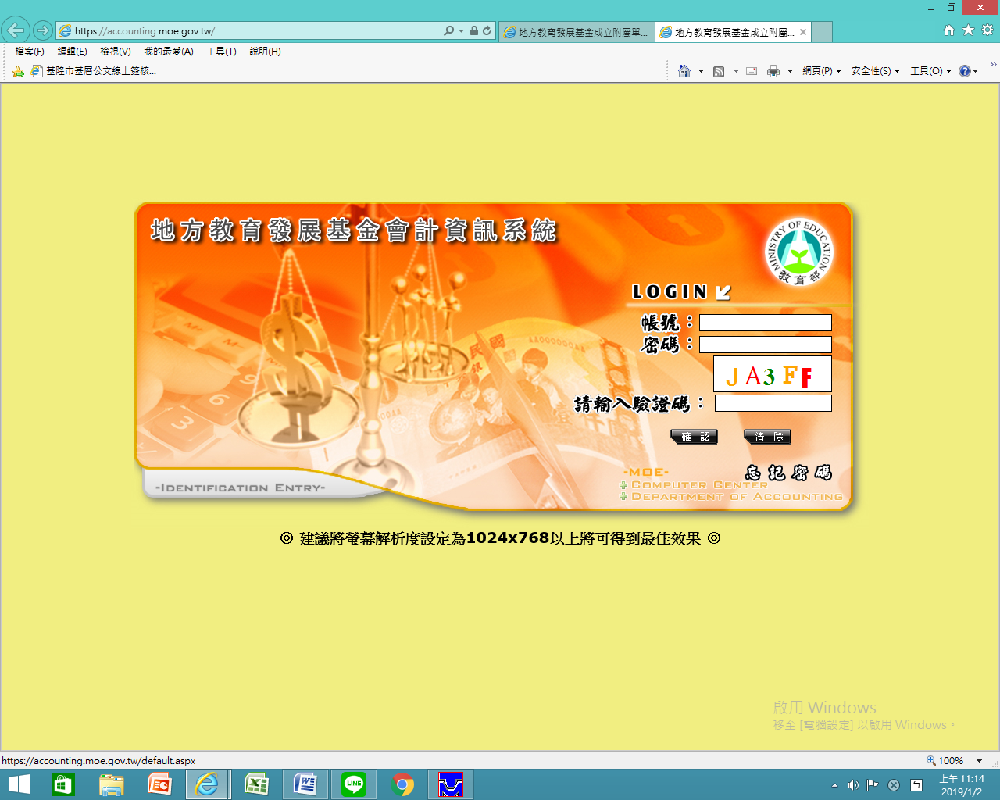 https://accounting.moe.gov.tw/
地方教育發展基金成立附屬單...
地方教育發展基金成立附屬...
檔案(F) 編輯(E) 檢視(V) 我的最愛(A) 工具(T) 說明(H)
基隆市基層公文線上簽核...
網頁(P) 安全性(S) 工具(O)
地方教育發展基金會計資訊系統
MINISTRY OF EDUCATION
教育部
LOGIN
帳號：
密碼：
JA3FF
請輸入驗證碼：
確認 清除
忘記密碼
-MOE-
COMPUTER CENTER
DEPARTMENT OF ACCOUNTING
-IDENTIFICATION ENTRY-
◎ 建議將螢幕解析度設定為1024x768以上將可得到最佳效果 ◎
啟用 Windows
移至 [電腦設定] 以啟用 Windows。
https://accounting.moe.gov.tw/default.aspx
100%
LINE
上午 11:14
2019/1/2